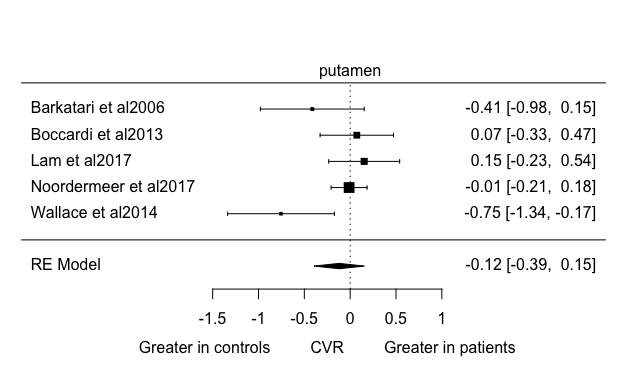 putamen
Barkatari et al2006 -0.41 [-0.98, 0.15]
Boccardi et al2013 0.07 [-0.33, 0.47]
Lam et al2017 0.15 [-0.23, 0.54]
Noordermeer et al2017 -0.01 [-0.21, 0.18]
Wallace et al2014 -0.75 [-1.34, -0.17]
RE Model -0.12 [-0.39, 0.15]
-1.5 -1 -0.5 0 0.5 1
Greater in controls CVR Greater in patients